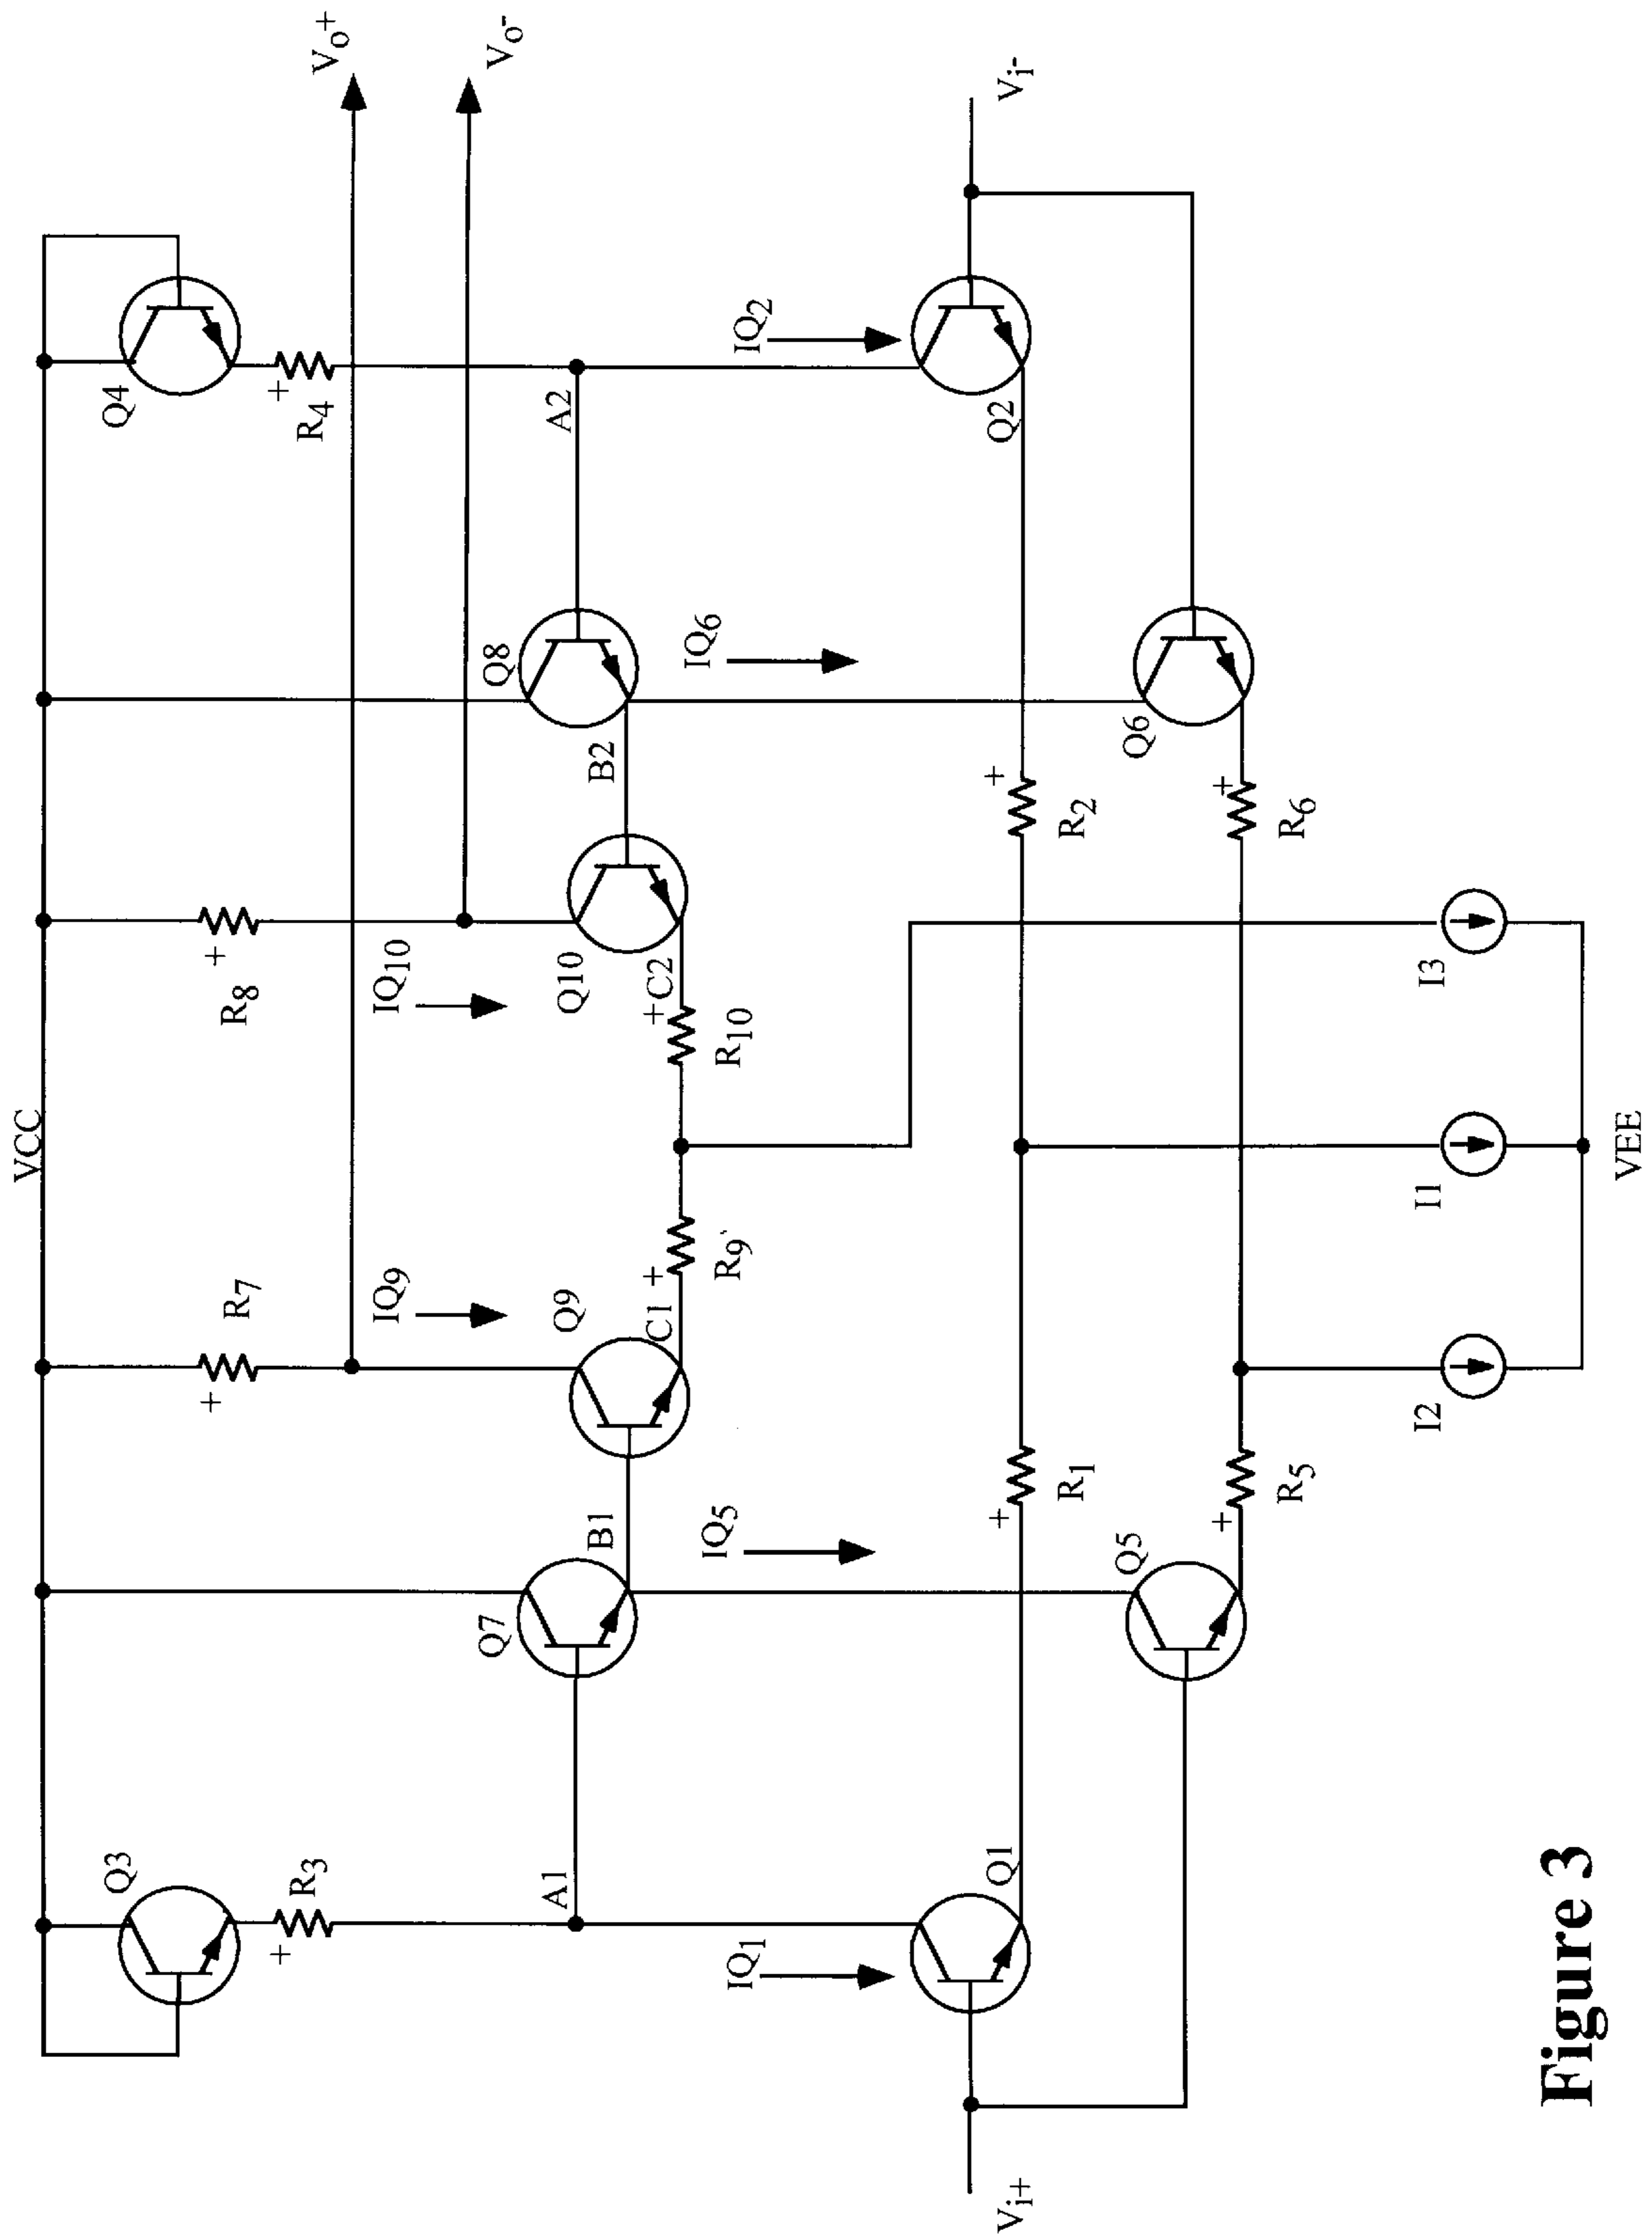 VCC
Q3
R3
A1
Q7
B1
Q9
C1
+
R9
R7
+
IQ9
R8
+
IQ10
Q10
+C2
R10
B2
Q8
A2
Q4
+
R4
Vo+
Vo-
+
IQ1
Q1
IQ5
Q5
+
R1
+
R5
IQ6
Q6
+
R2
+
R6
IQ2
Q2
Vi+
Vi-
I2
I1
I3
VEE
Figure 3